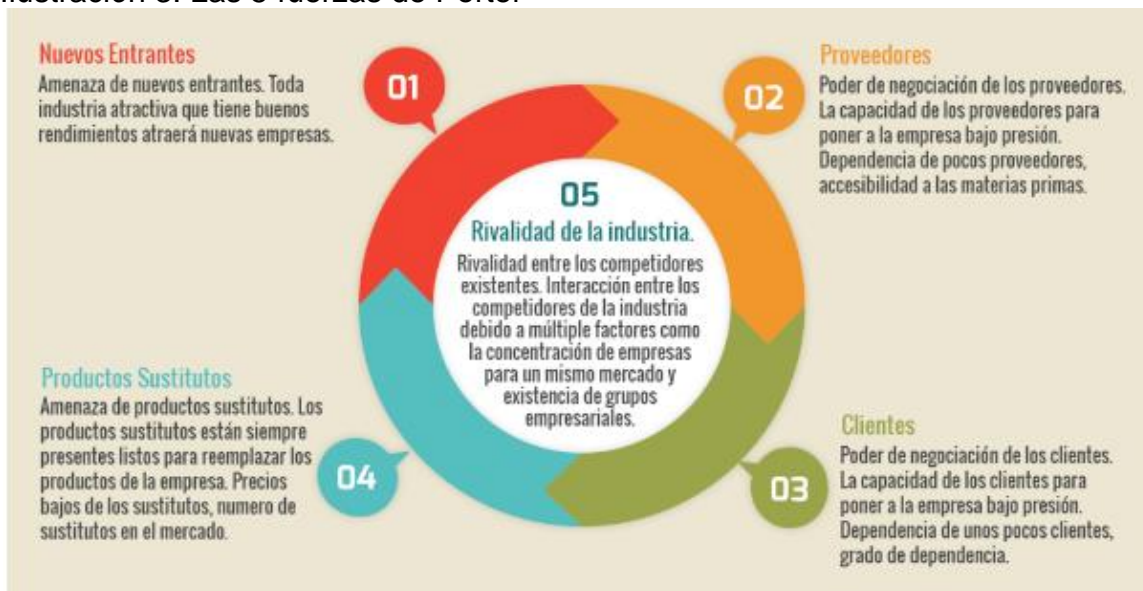 Ilustración 3. Las 5 fuerzas de Porter
Nuevos Entrantes
Amenaza de nuevos entrantes. Toda
industria atractiva que tiene buenos
rendimientos atraerá nuevas empresas.
01
02
Proveedores
Poder de negociación de los proveedores.
La capacidad de los proveedores para
poner a la empresa bajo presión.
Dependencia de pocos proveedores,
accesibilidad a las materias primas.
05
Rivalidad de la industria.
Rivalidad entre los competidores
existentes. Interacción entre los
competidores de la industria
debido a múltiple factores como
la concentración de empresas
para un mismo mercado y
existencia de grupos
empresariales.
Productos Sustitutos
Amenaza de productos sustitutos. Los
productos sustitutos están siempre
presentes listos para reemplazar los
productos de la empresa. Precios
bajos de los sustitutos, numero de
sustitutos en el mercado.
04
03
Clientes
Poder de negociación de los clientes.
La capacidad de los clientes para
poner a la empresa bajo presión.
Dependencia de unos pocos clientes,
grado de dependencia.